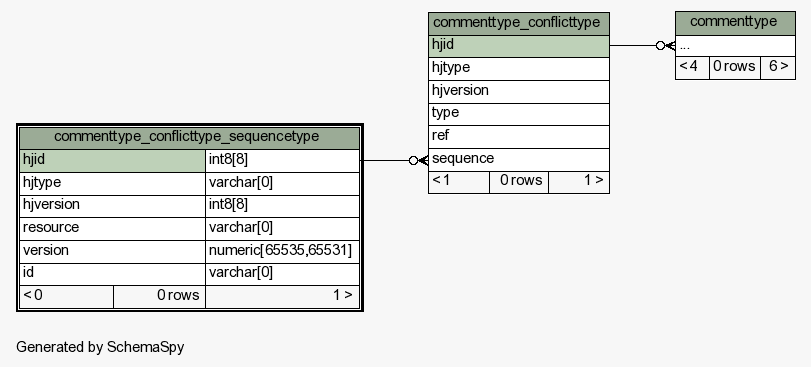 commenttype_conflicttype
hjid
hjtype
hjversion
type
ref
sequence
< 1 0 rows 1 >
commenttype
...
< 4 0 rows 6 >
commenttype_conflicttype_sequencetype
hjid int8[8]
hjtype varchar[0]
hjversion int8[8]
resource varchar[0]
version numeric[65535,65531]
id varchar[0]
< 0 0 rows 1 >
Generated by SchemaSpy